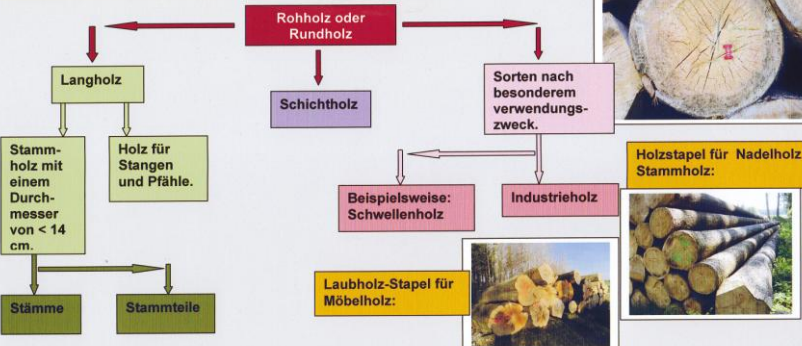 Rohholz oder
Rundholz
Langholz
Schichtholz
Sorten nach
besonderem
verwendungs-
zweck.
Stamm-
holz mit
einem
Durch-
messer
von < 14
cm.
Holz für
Stangen
und Pfähle.
Beispielsweise:
Schwellenholz
Industrieholz
Holzstapel für Nadelholz
Stammholz:
Laubholz-Stapel für
Möbelholz:
Stämme
Stammteile